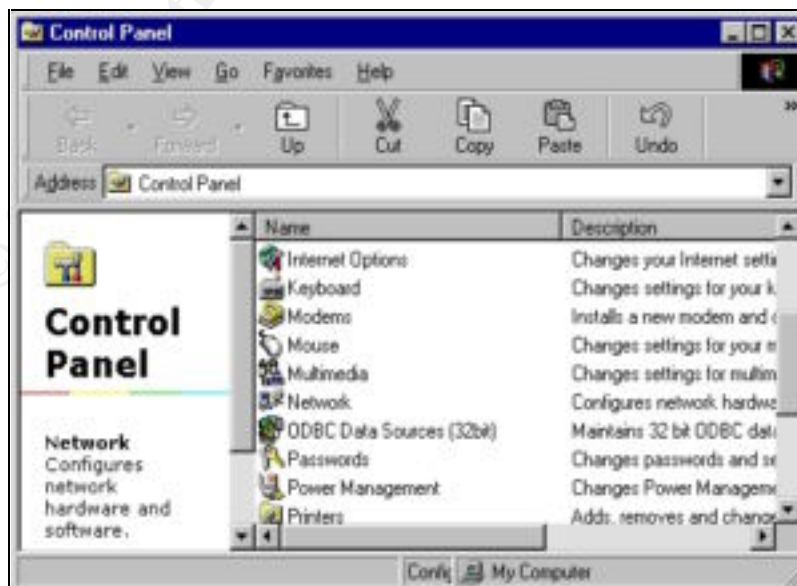 Control Panel
File Edit View Go Favorites Help
Back Forward Up Cut Copy Paste Undo
Address Control Panel
Name Description
Control
Panel
Network
Configures
network
hardware and
software.
Internet Options Changes your Internet setti
Keyboard Changes settings for your k
Modems Installs a new modem and c
Mouse Changes settings for your m
Multimedia Changes settings for multim
Network Configures network hardwa
ODBC Data Sources (32bit) Maintains 32 bit ODBC data
Passwords Changes passwords and se
Power Management Changes Power Manageme
Printers Adds, removes and change
Config My Computer